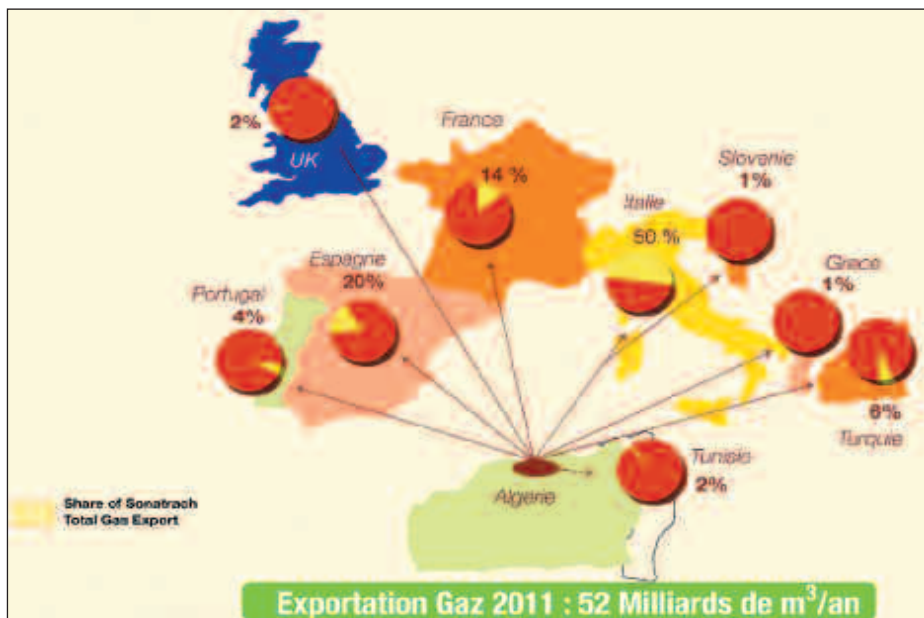 2%
UK
France
14 %
Slovenie
1%
Italie
50 %
Espagne
20%
Grece
1%
Portugal
4%
6%
Turquie
Tunisie
2%
Algerie
Share of Sonatrach
Total Gas Export
Exportation Gaz 2011 : 52 Milliards de m³/an